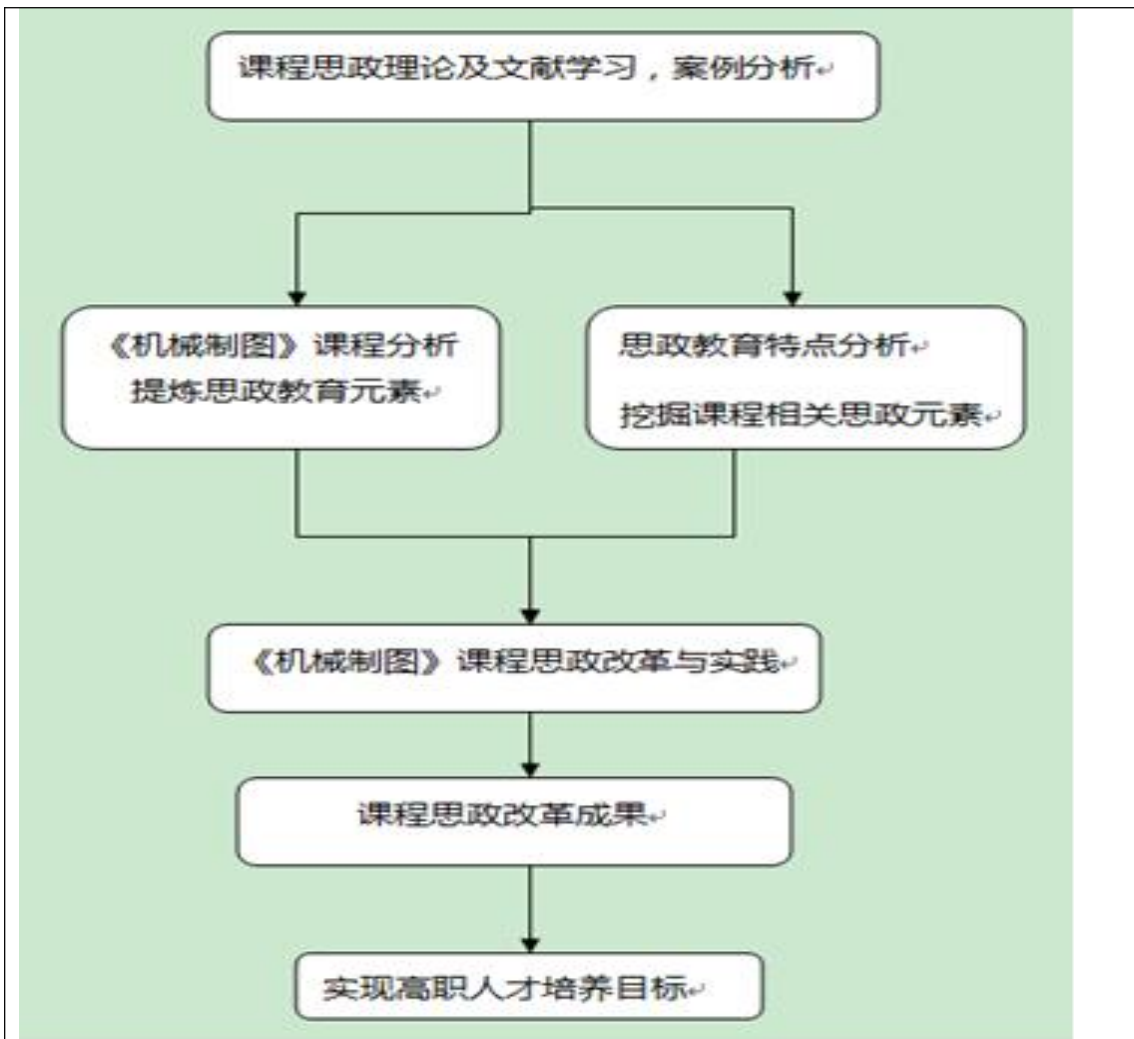 课程思政理论及文献学习，案例分析
《机械制图》课程分析
提炼思政教育元素
思政教育特点分析
挖掘课程相关思政元素
《机械制图》课程思政改革与实践
课程思政改革成果
实现高职人才培养目标